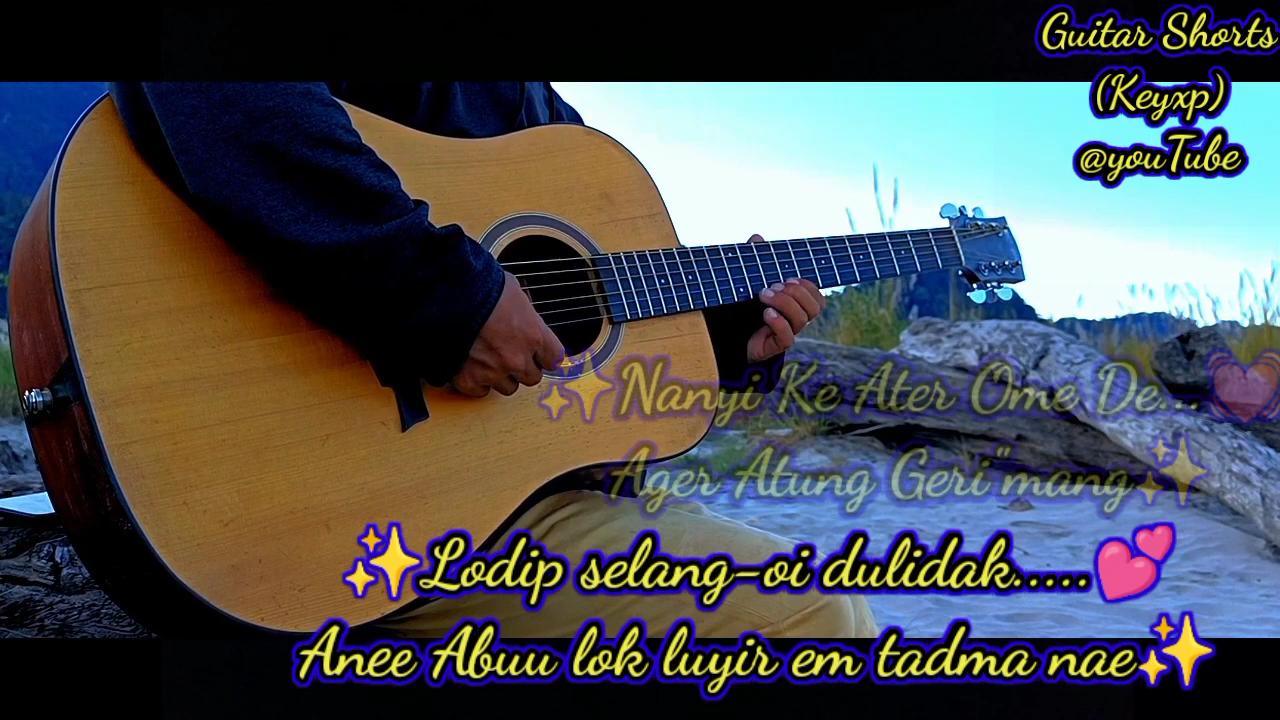 Guitar Shorts
(Keyxp)
@youTube
✨Nanyi Ke Ater Ome De...💓
Ager Atung Geri"mang✨
✨Lodip selang-oi dulidak.....💕
Anee Abuu lok luyir em tadma nae✨